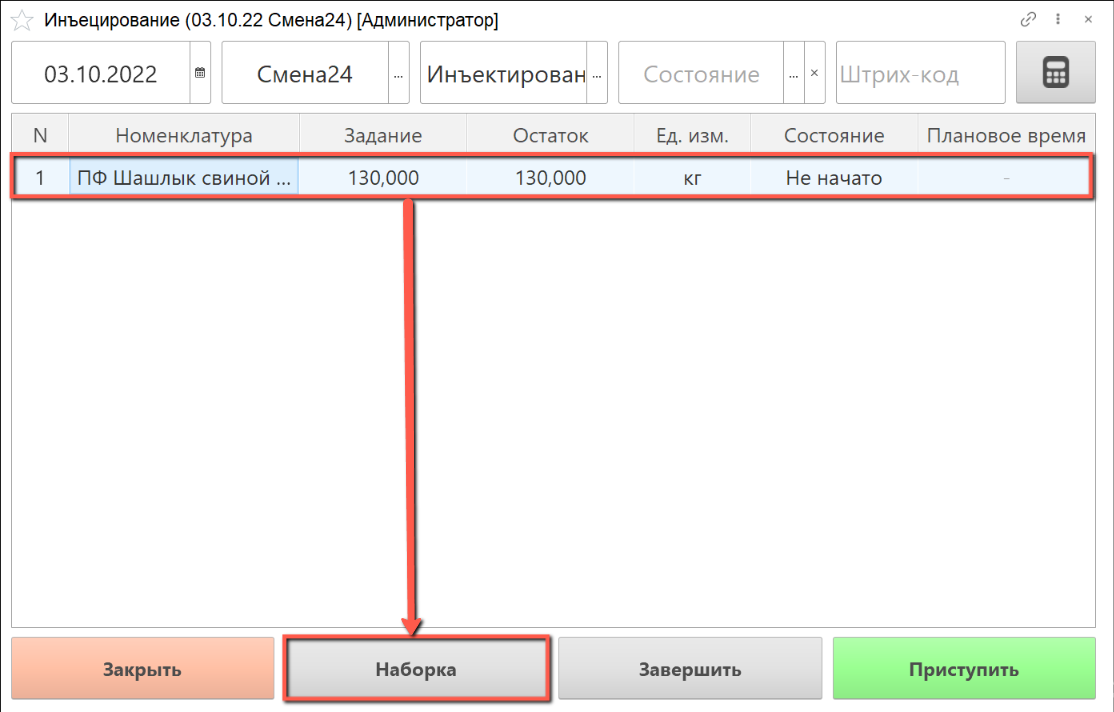 Инъецирование (03.10.22 Смена24) [Администратор]
03.10.2022 Смена24 ... Инъектирован ... Состояние ... × Штрих-код
N Номенклатура Задание Остаток Ед. изм. Состояние Плановое время
1 ПФ Шашлык свиной ... 130,000 130,000 кг Не начато -
Закрыть Наборка Завершить Приступить